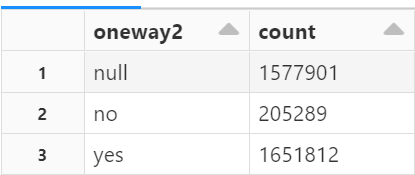 oneway2 count
1 null 1577901
2 no 205289
3 yes 1651812